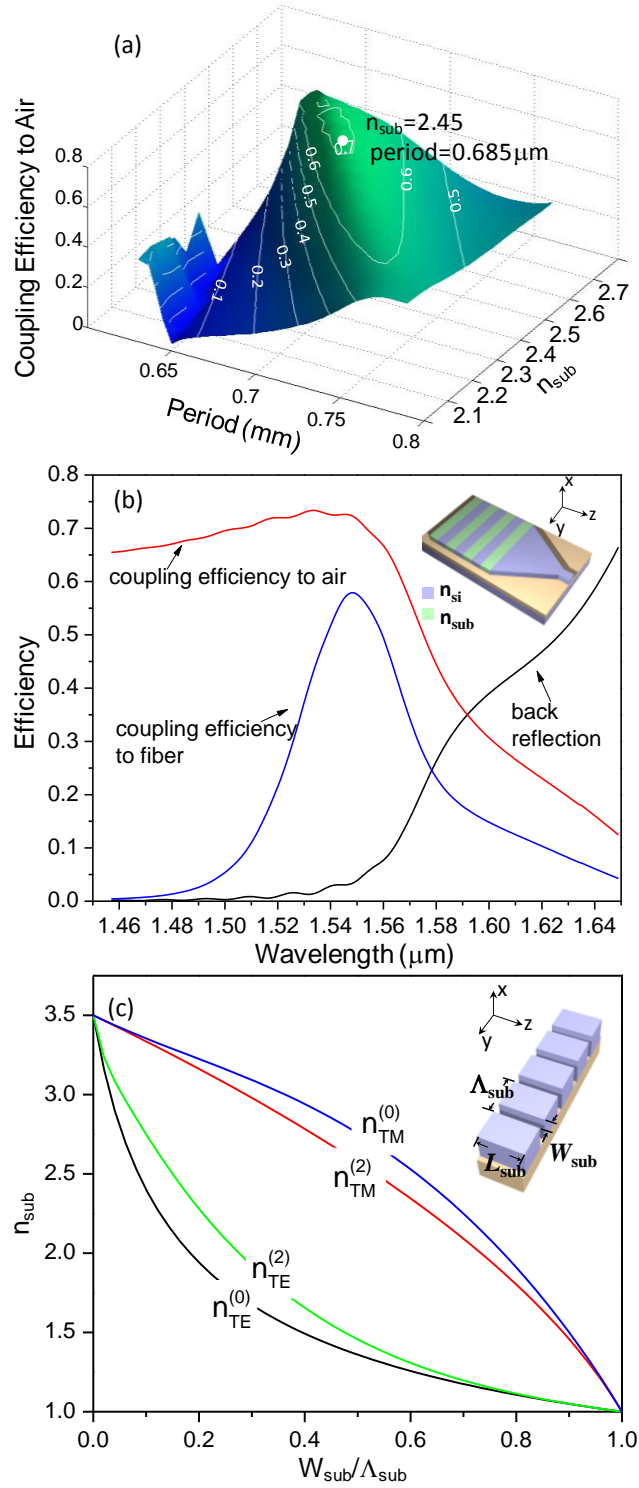 (a)
Coupling Efficiency to Air
0.8
0.6
0.4
0.2
0
n_sub=2.45
period=0.685μm
0.7
0.6
0.5
0.4
0.3
0.2
0.1
0.6
0.5
0.65
0.7
0.75
0.8
Period (mm)
2.1
2.2
2.3
2.4
2.5
2.6
2.7
n_sub
(b)
Efficiency
0.8
0.7
0.6
0.5
0.4
0.3
0.2
0.1
0.0
coupling efficiency to air
coupling efficiency
to fiber
back
reflection
x
y
z
n_si
n_sub
1.46 1.48 1.50 1.52 1.54 1.56 1.58 1.60 1.62 1.64
Wavelength (μm)
(c)
n_sub
3.5
3.0
2.5
2.0
1.5
1.0
n_TM^(0)
n_TM^(2)
n_TE^(2)
n_TE^(0)
x
y
z
Λ_sub
L_sub
W_sub
0.0 0.2 0.4 0.6 0.8 1.0
W_sub/Λ_sub